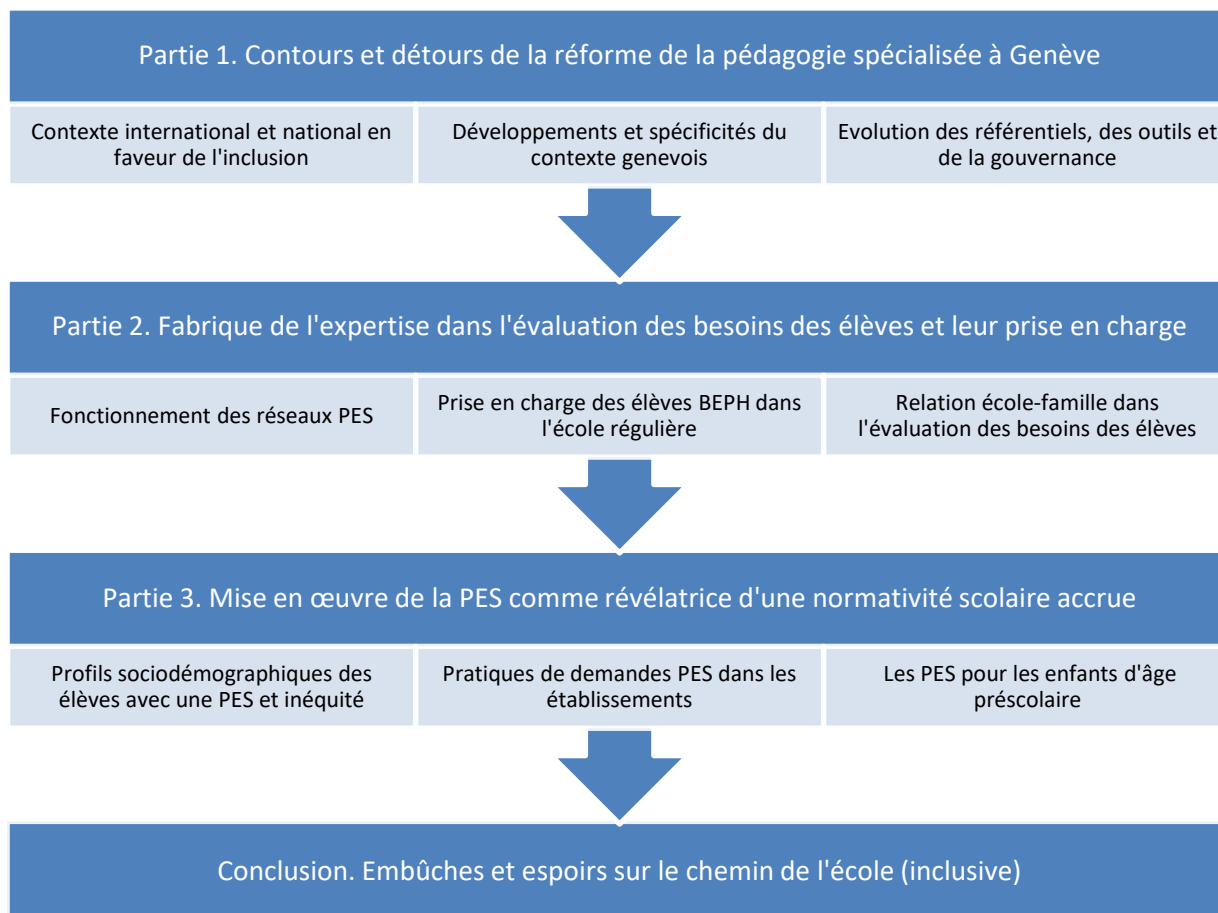 Partie 1. Contours et détours de la réforme de la pédagogie spécialisée à Genève
Contexte international et national en
faveur de l'inclusion
Développements et spécificités du
contexte genevois
Evolution des référentiels, des outils et
de la gouvernance
Partie 2. Fabrique de l'expertise dans l'évaluation des besoins des élèves et leur prise en charge
Fonctionnement des réseaux PES
Prise en charge des élèves BEPH dans
l'école régulière
Relation école-famille dans
l'évaluation des besoins des élèves
Partie 3. Mise en œuvre de la PES comme révélatrice d'une normativité scolaire accrue
Profils sociodémographiques des
élèves avec une PES et inéquité
Pratiques de demandes PES dans les
établissements
Les PES pour les enfants d'âge
préscolaire
Conclusion. Embûches et espoirs sur le chemin de l'école (inclusive)